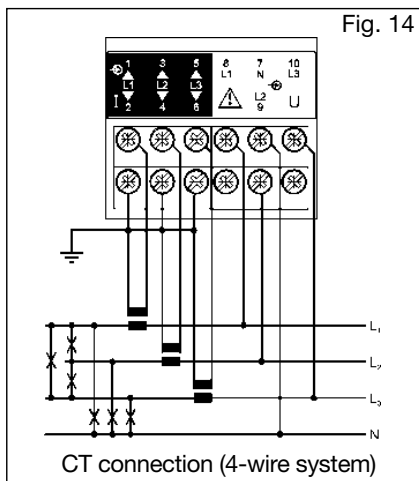 Fig. 14
1 3 5 8 7 10
L1 N L3
L1 L2 L3
L2
I 2 4 6 9 U
L1
L2
L3
N
CT connection (4-wire system)